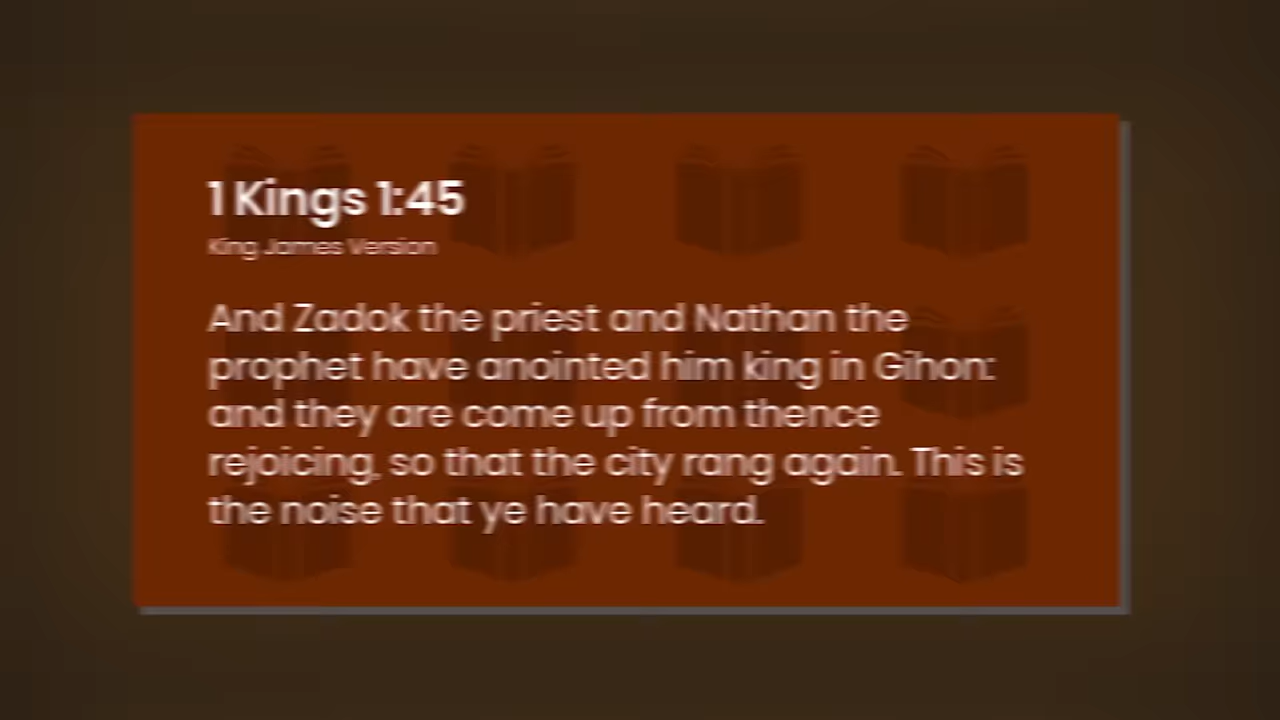 1 Kings 1:45
King James Version
And Zadok the priest and Nathan the
prophet have anointed him king in Gihon:
and they are come up from thence
rejoicing, so that the city rang again. This is
the noise that ye have heard.